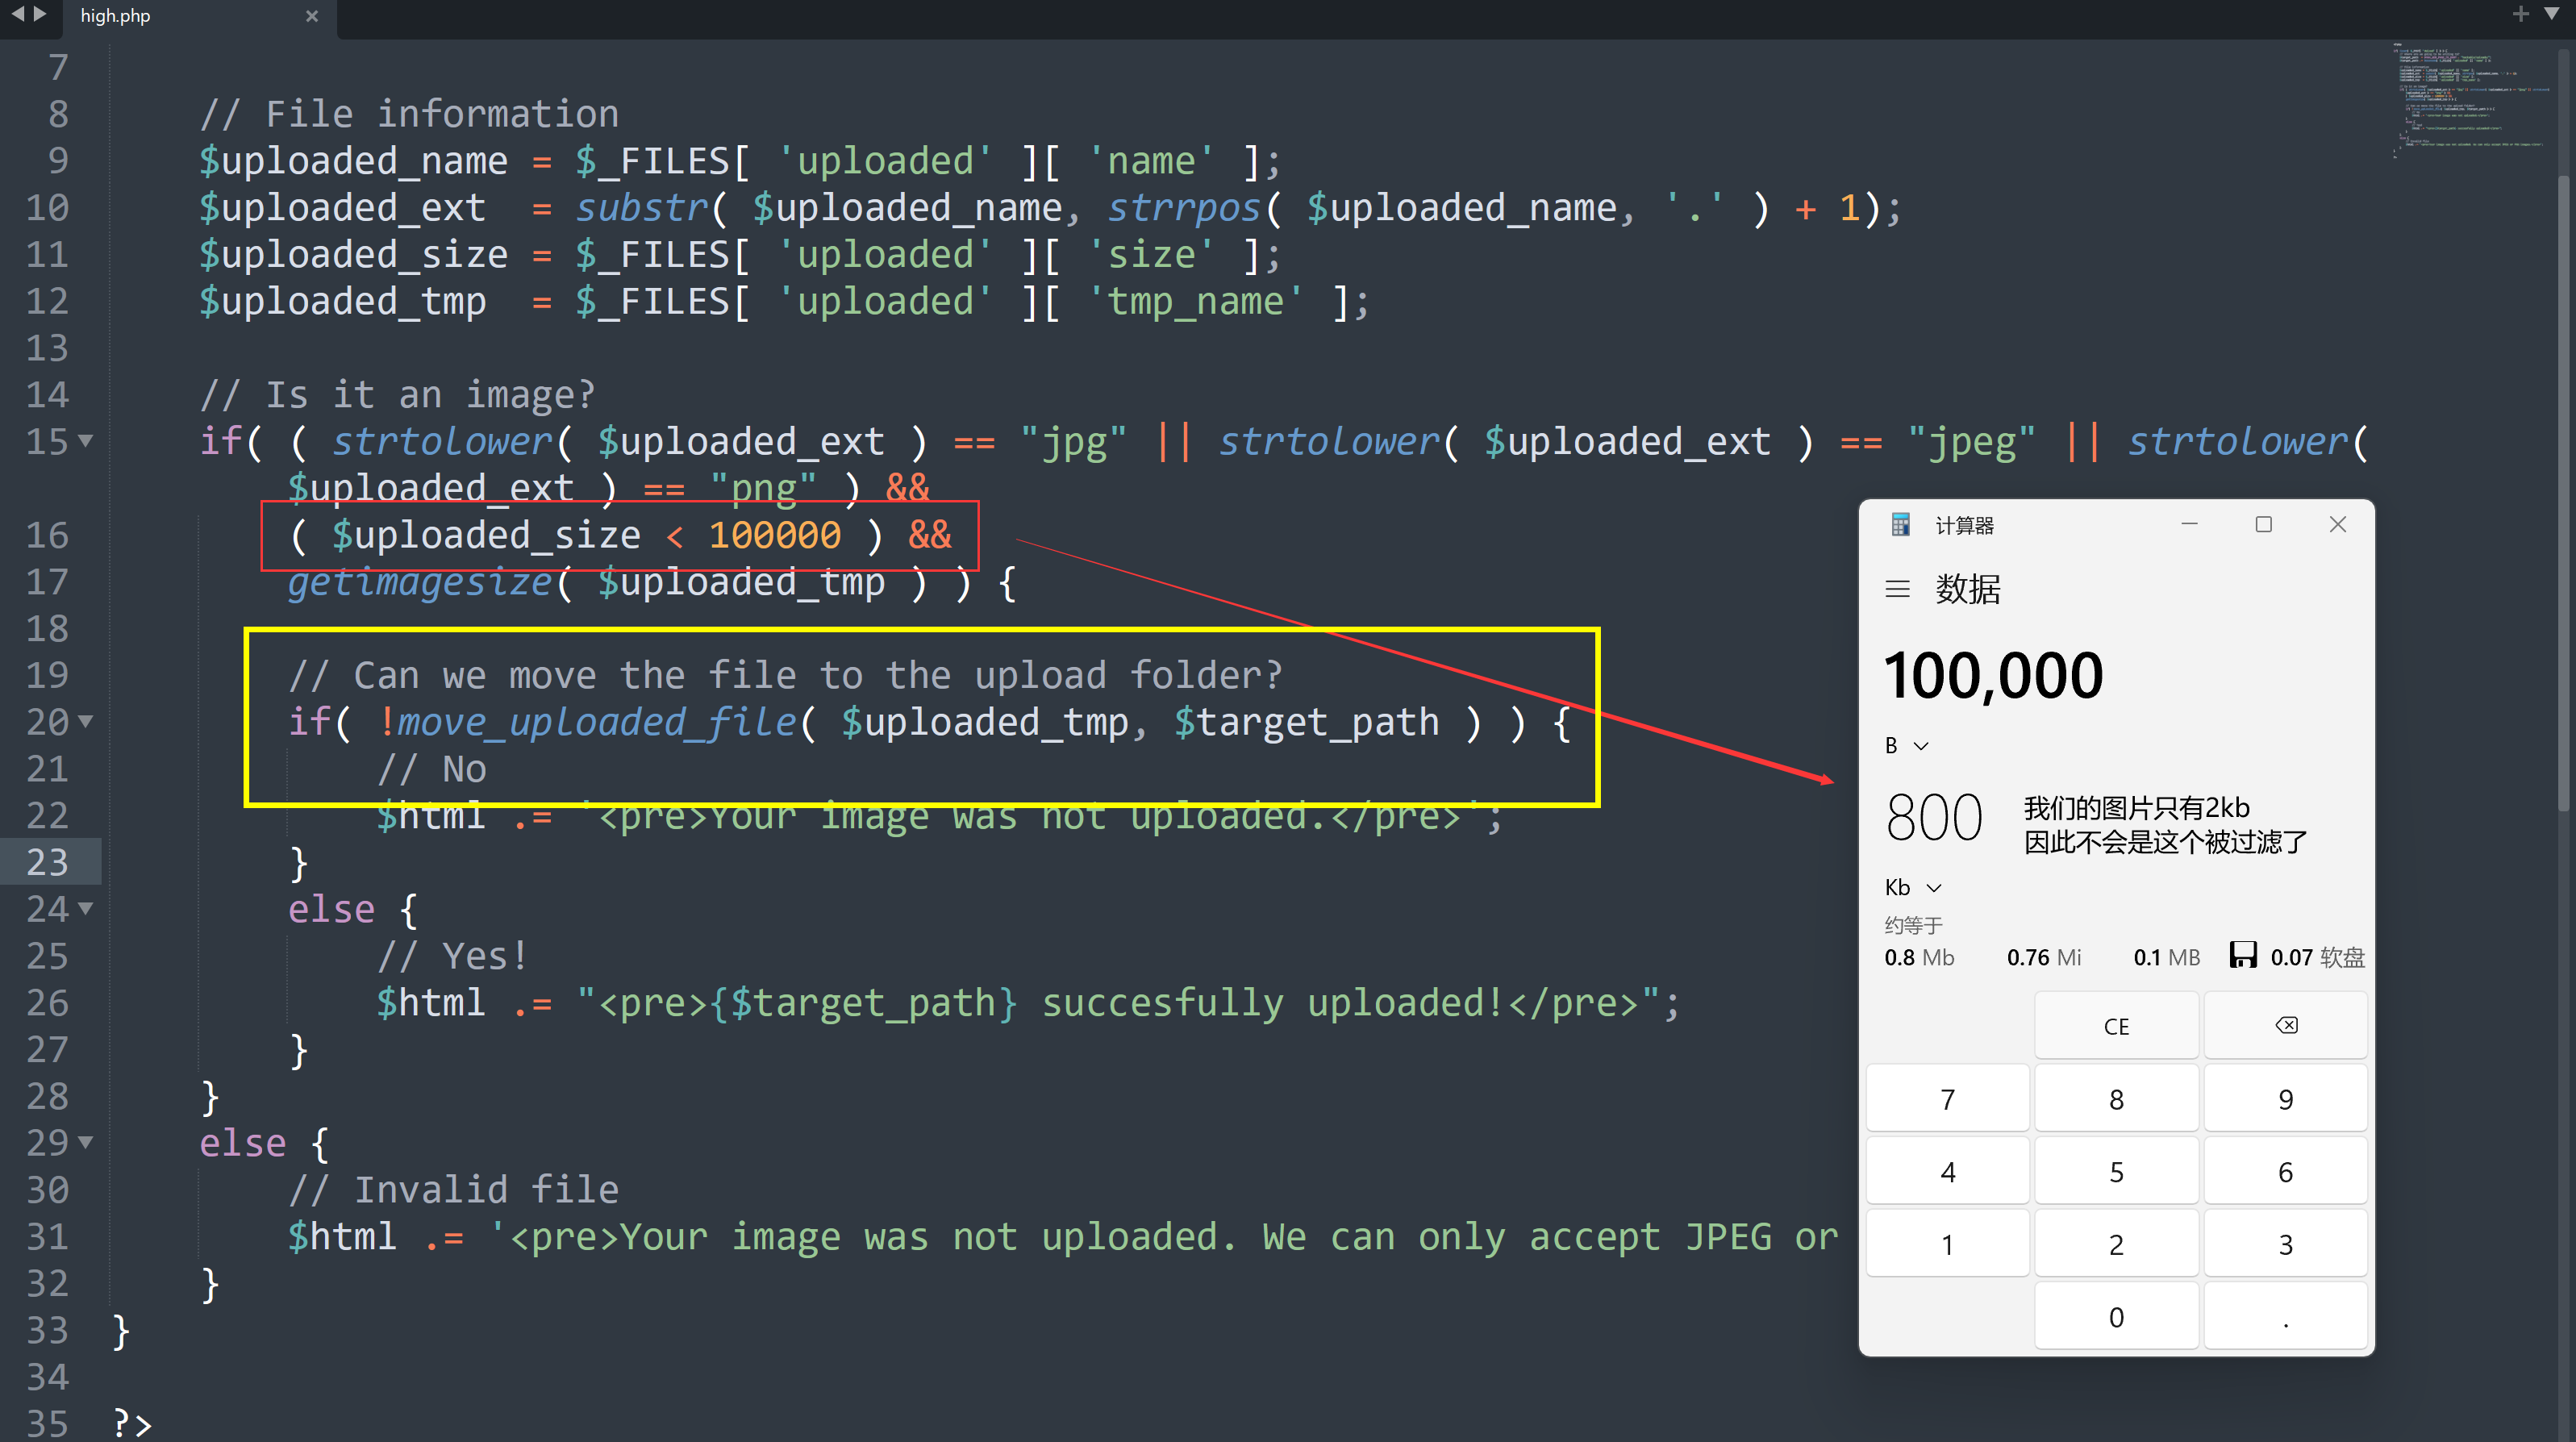 high.php
7
8 // File information
9 $uploaded_name = $_FILES[ 'uploaded' ][ 'name' ];
10 $uploaded_ext  = substr( $uploaded_name, strrpos( $uploaded_name, '.' ) + 1);
11 $uploaded_size = $_FILES[ 'uploaded' ][ 'size' ];
12 $uploaded_tmp  = $_FILES[ 'uploaded' ][ 'tmp_name' ];
13
14 // Is it an image?
15 if( ( strtolower( $uploaded_ext ) == "jpg" || strtolower( $uploaded_ext ) == "jpeg" || strtolower(
$uploaded_ext ) == "png" ) &&
16 ( $uploaded_size < 100000 ) &&
17 getimagesize( $uploaded_tmp ) ) {
18
19 // Can we move the file to the upload folder?
20 if( !move_uploaded_file( $uploaded_tmp, $target_path ) ) {
21 // No
22 $html .= '<pre>Your image was not uploaded.</pre>';
23 }
24 else {
25 // Yes!
26 $html .= "<pre>{$target_path} succesfully uploaded!</pre>";
27 }
28 }
29 else {
30 // Invalid file
31 $html .= '<pre>Your image was not uploaded. We can only accept JPEG or
32 }
33 }
34
35 ?>
计算器
数据
100,000
B
800
我们的图片只有2kb
因此不会是这个被过滤了
Kb
约等于
0.8 Mb 0.76 Mi 0.1 MB 0.07 软盘
CE
7 8 9
4 5 6
1 2 3
0 .